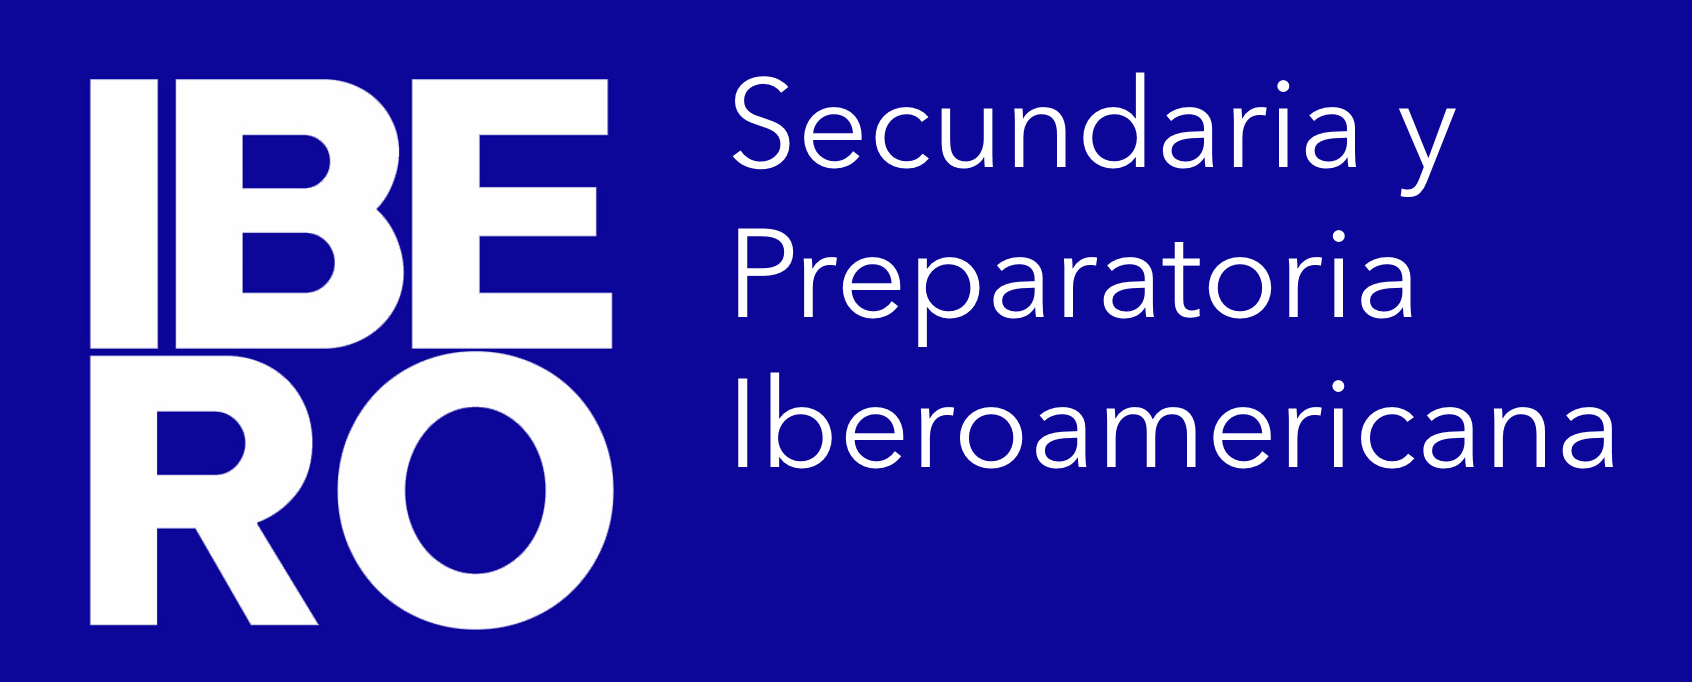 IBE
RO
Secundaria y
Preparatoria
Iberoamericana